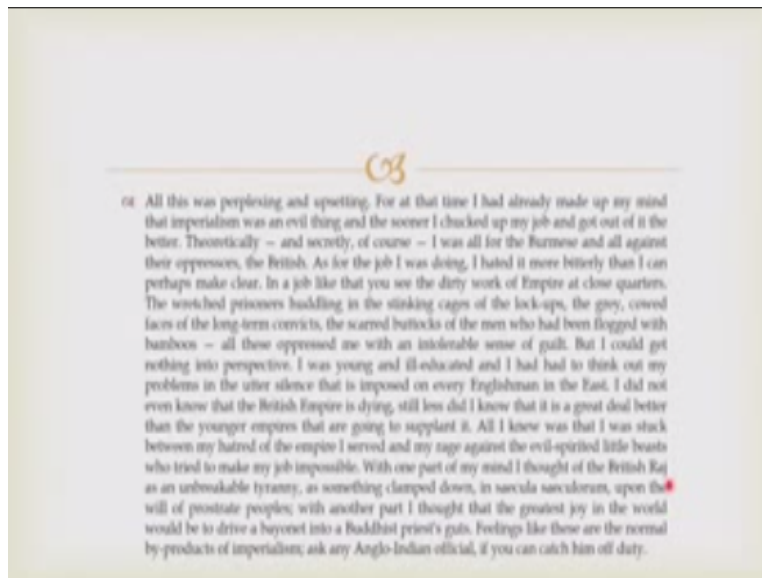 All this was perplexing and upsetting. For at that time I had already made up my mind
that imperialism was an evil thing and the sooner I chucked up my job and got out of it the
better. Theoretically – and secretly, of course – I was all for the Burmese and all against
their oppressors, the British. As for the job I was doing, I hated it more bitterly than I can
perhaps make clear. In a job like that you see the dirty work of Empire at close quarters.
The wretched prisoners huddling in the stinking cages of the lock-ups, the grey, cowed
faces of the long-term convicts, the scarred buttocks of the men who had been flogged with
bamboos – all these oppressed me with an intolerable sense of guilt. But I could get
nothing into perspective. I was young and ill-educated and I had had to think out my
problems in the utter silence that is imposed on every Englishman in the East. I did not
even know that the British Empire is dying, still less did I know that it is a great deal better
than the younger empires that are going to supplant it. All I knew was that I was stuck
between my hatred of the empire I served and my rage against the evil-spirited little beasts
who tried to make my job impossible. With one part of my mind I thought of the British Raj
as an unbreakable tyranny, as something clamped down, in saecula saeculorum, upon the
will of prostrate peoples; with another part I thought that the greatest joy in the world
would be to drive a bayonet into a Buddhist priest's guts. Feelings like these are the normal
by-products of imperialism; ask any Anglo-Indian official, if you can catch him off duty.